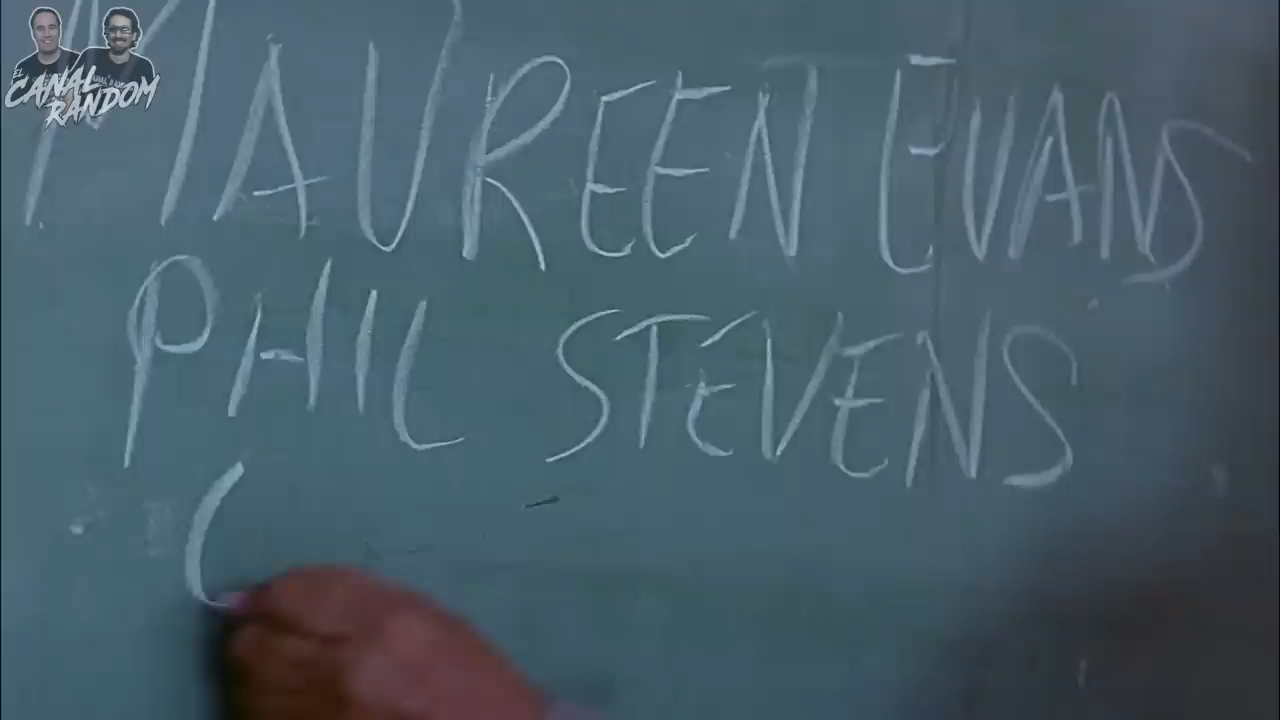 EL
CANAL
RANDOM
MAUREEN EVANS
PHIL STEVENS